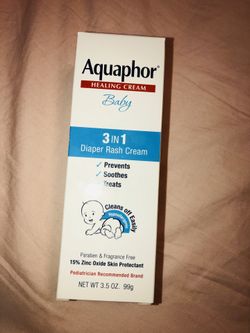 Aquaphor®
HEALING CREAM
Baby
3 IN 1
Diaper Rash Cream
✓ Prevents
✓ Soothes
✓ Treats
Cleans off Easily
Paraben & Fragrance Free
15% Zinc Oxide Skin Protectant
Pediatrician Recommended Brand
NET WT 3.5 OZ. 99g